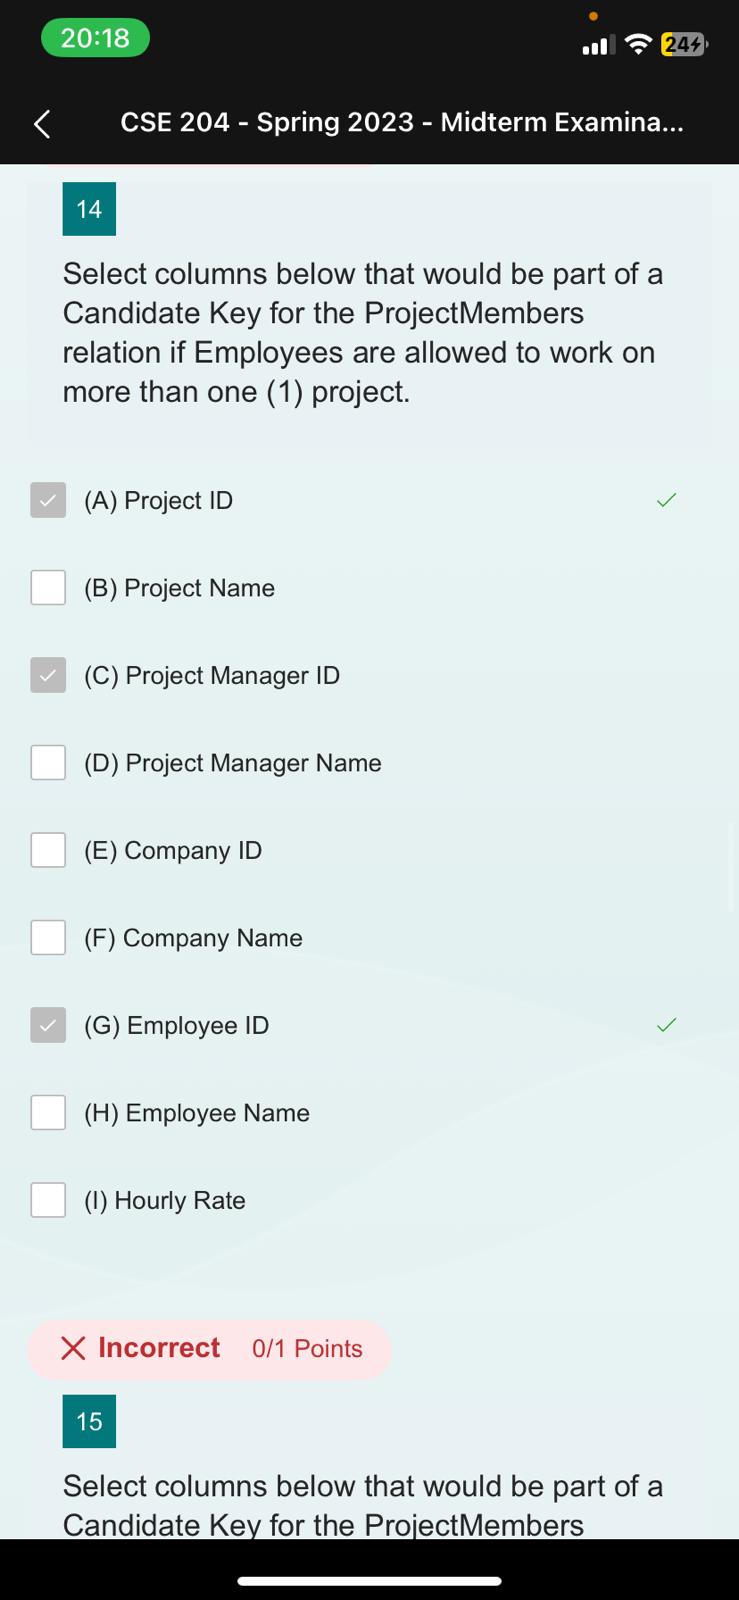 20:18
24
CSE 204 - Spring 2023 - Midterm Examina...
14
Select columns below that would be part of a
Candidate Key for the ProjectMembers
relation if Employees are allowed to work on
more than one (1) project.
(A) Project ID
(B) Project Name
(C) Project Manager ID
(D) Project Manager Name
(E) Company ID
(F) Company Name
(G) Employee ID
(H) Employee Name
(I) Hourly Rate
Incorrect 0/1 Points
15
Select columns below that would be part of a
Candidate Key for the ProjectMembers